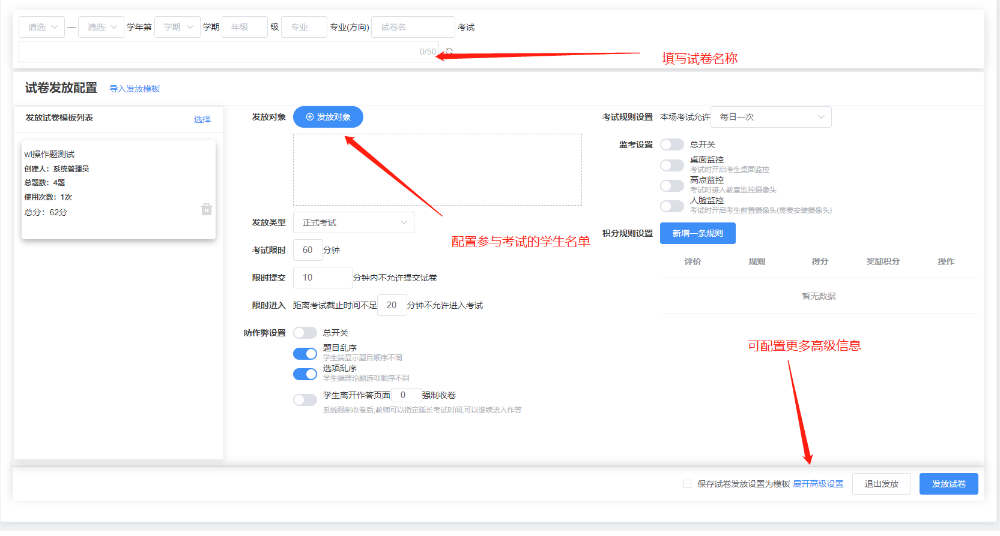 请选 — 请选 学年第 学期 学期 年级 级 专业 专业(方向) 试卷名 考试
0/50
填写试卷名称
试卷发放配置 导入发放模板
发放试卷模板列表 选择
wl操作题测试
创建人：系统管理员
总题数：4题
使用次数：1次
总分：62分
发放对象 发放对象
发放类型 正式考试
配置参与考试的学生名单
考试限时 60 分钟
限时提交 10 分钟内不允许提交试卷
限时进入 距离考试截止时间不足 20 分钟不允许进入考试
防作弊设置 总开关
题目乱序
学生端显示题目顺序不同
选项乱序
学生端理论题选项顺序不同
学生离开作答页面 0 强制收卷
系统强制收卷后,教师可以指定延长考试时间,可以继续进入作答
考试规则设置 本场考试允许 每日一次
监考设置 总开关
桌面监控
考试时开启考生桌面监控
高点监控
考试时接入教室监控摄像头
人脸监控
考试时开启考生前置摄像头(需要安装摄像头)
积分规则设置 新增一条规则
评价 规则 得分 奖励积分 操作
暂无数据
可配置更多高级信息
保存试卷发放设置为模板 展开高级设置 退出发放 发放试卷